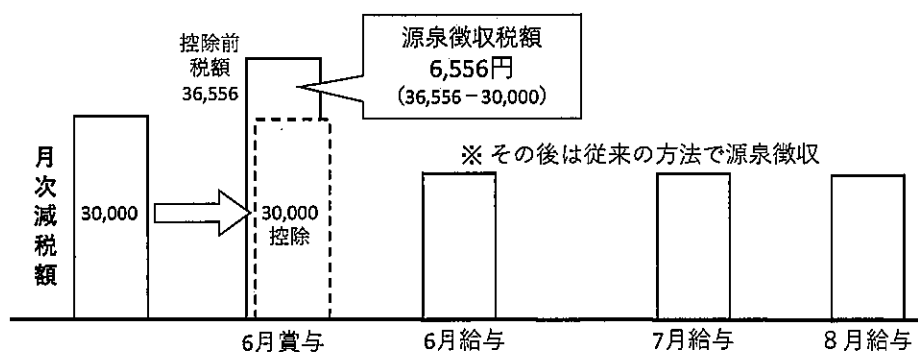 控除前
税額
36,556
源泉徴収税額
6,556円
(36,556-30,000)
※ その後は従来の方法で源泉徴収
月次減税額
30,000
30,000
控除
6月賞与
6月給与
7月給与
8月給与